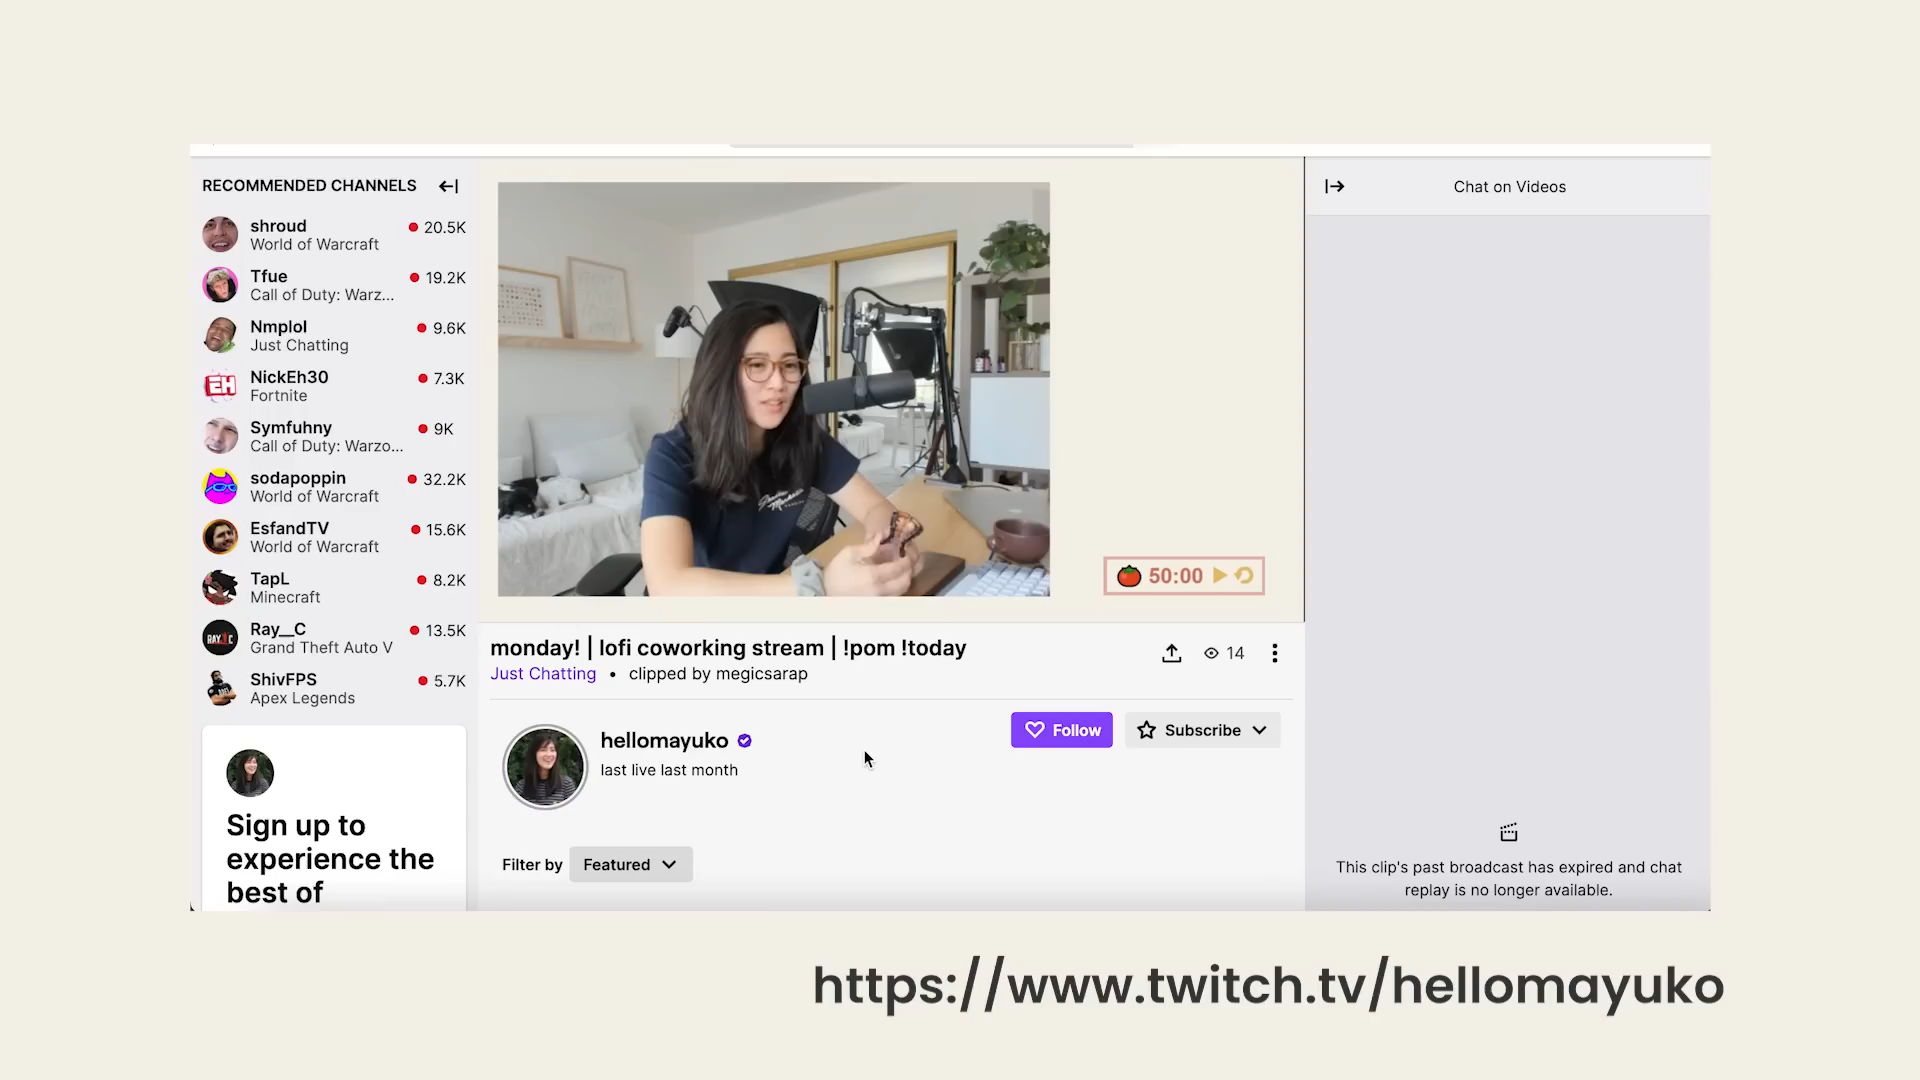 RECOMMENDED CHANNELS
shroud
20.5K
World of Warcraft
Tfue
19.2K
Call of Duty: Warz...
Nmplol
9.6K
Just Chatting
NickEh30
7.3K
Fortnite
Symfuhny
9K
Call of Duty: Warzo...
sodapoppin
32.2K
World of Warcraft
EsfandTV
15.6K
World of Warcraft
TapL
8.2K
Minecraft
Ray__C
13.5K
Grand Theft Auto V
ShivFPS
5.7K
Apex Legends
Sign up to
experience the
best of
50:00
monday! | lofi coworking stream | !pom !today
Just Chatting • clipped by megicsarap
14
hellomayuko
last live last month
Follow
Subscribe
Filter by
Featured
Chat on Videos
This clip's past broadcast has expired and chat
replay is no longer available.
https://www.twitch.tv/hellomayuko